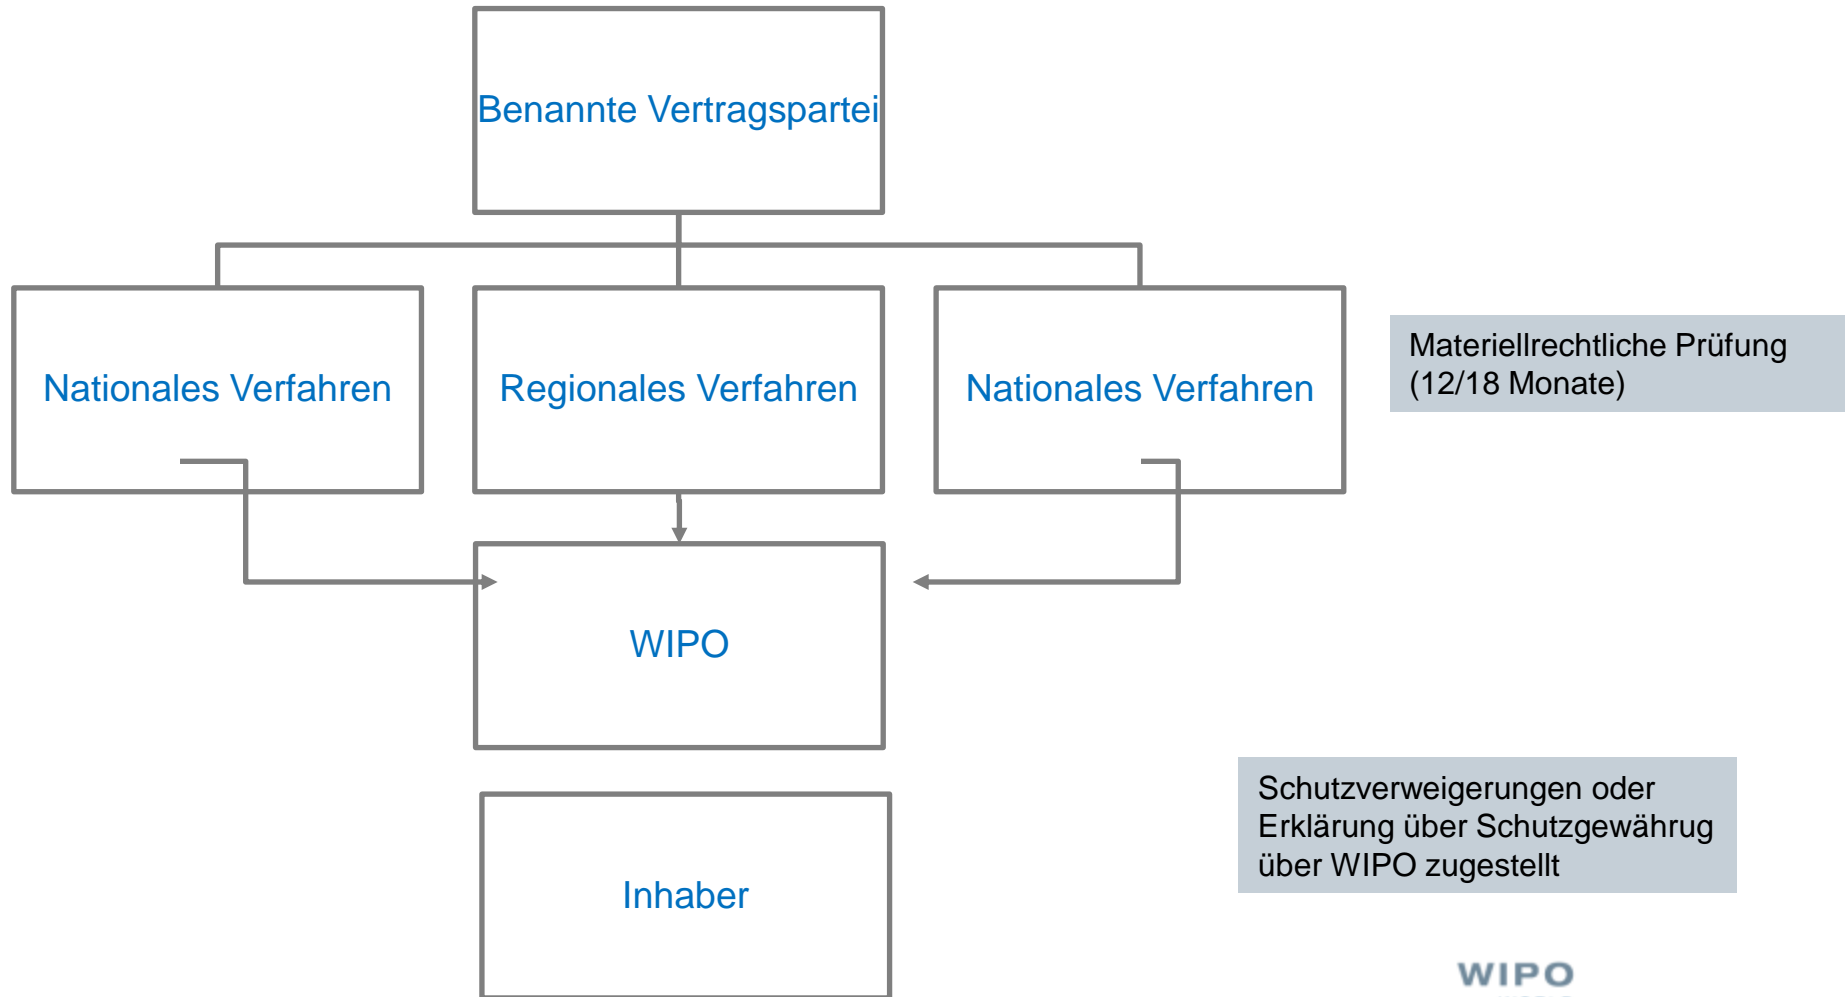 Benannte Vertragspartei
Nationales Verfahren
Regionales Verfahren
Nationales Verfahren
Materiellrechtliche Prüfung
(12/18 Monate)
WIPO
Schutzverweigerungen oder
Erklärung über Schutzgewährug
über WIPO zugestellt
Inhaber
WIPO